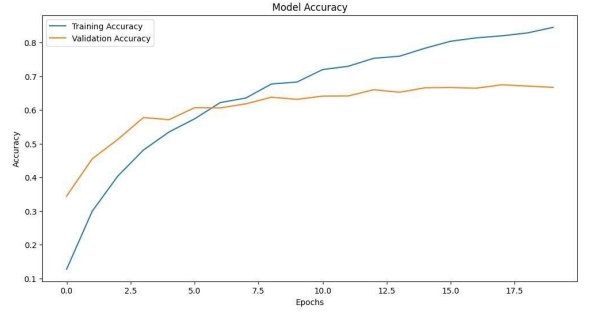 Model Accuracy
Training Accuracy
Validation Accuracy
0.8
0.7
0.6
0.5
0.4
0.3
0.2
0.1
Accuracy
0.0 2.5 5.0 7.5 10.0 12.5 15.0 17.5
Epochs